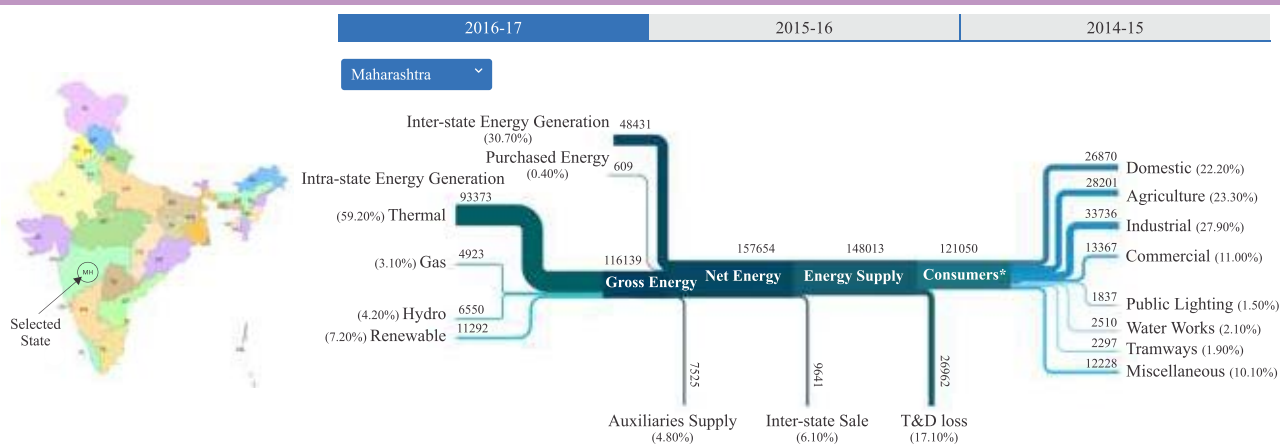 2016-17
2015-16
2014-15
Maharashtra
Inter-state Energy Generation
(30.70%)
48431
Purchased Energy
(0.40%)
609
Intra-state Energy Generation
93373
(59.20%) Thermal
4923
(3.10%) Gas
6550
(4.20%) Hydro
11292
(7.20%) Renewable
116139
Gross Energy
157654
Net Energy
148013
Energy Supply
121050
Consumers*
26870
Domestic (22.20%)
28201
Agriculture (23.30%)
33736
Industrial (27.90%)
13367
Commercial (11.00%)
1837
Public Lighting (1.50%)
2510
Water Works (2.10%)
2297
Tramways (1.90%)
12228
Miscellaneous (10.10%)
7525
Auxiliaries Supply
(4.80%)
9641
Inter-state Sale
(6.10%)
26962
T&D loss
(17.10%)
MH
Selected
State